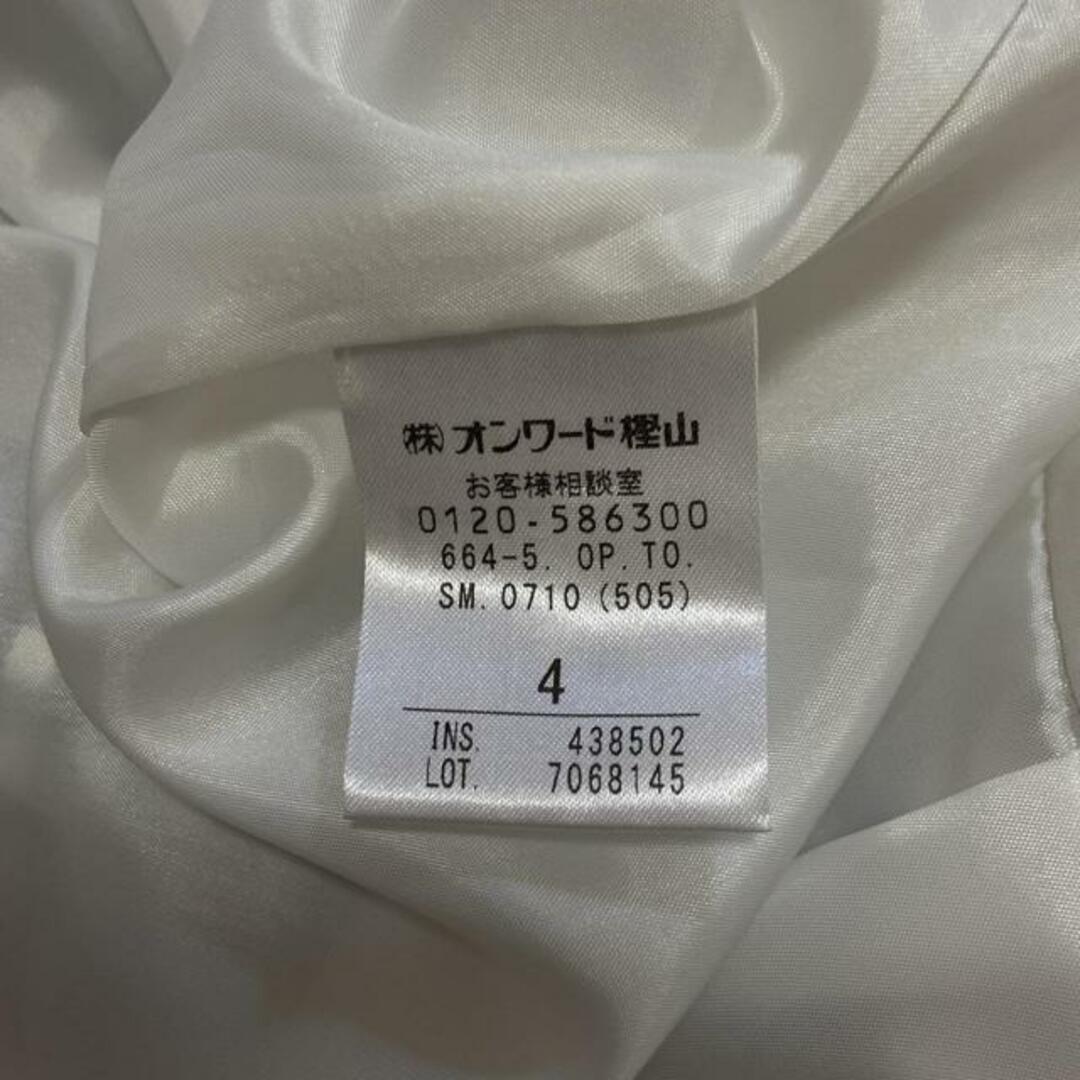 ㈱オンワード樫山
お客様相談室
0120-586300
664-5. OP.TO.
SM.0710(505)
4
INS. 438502
LOT. 7068145